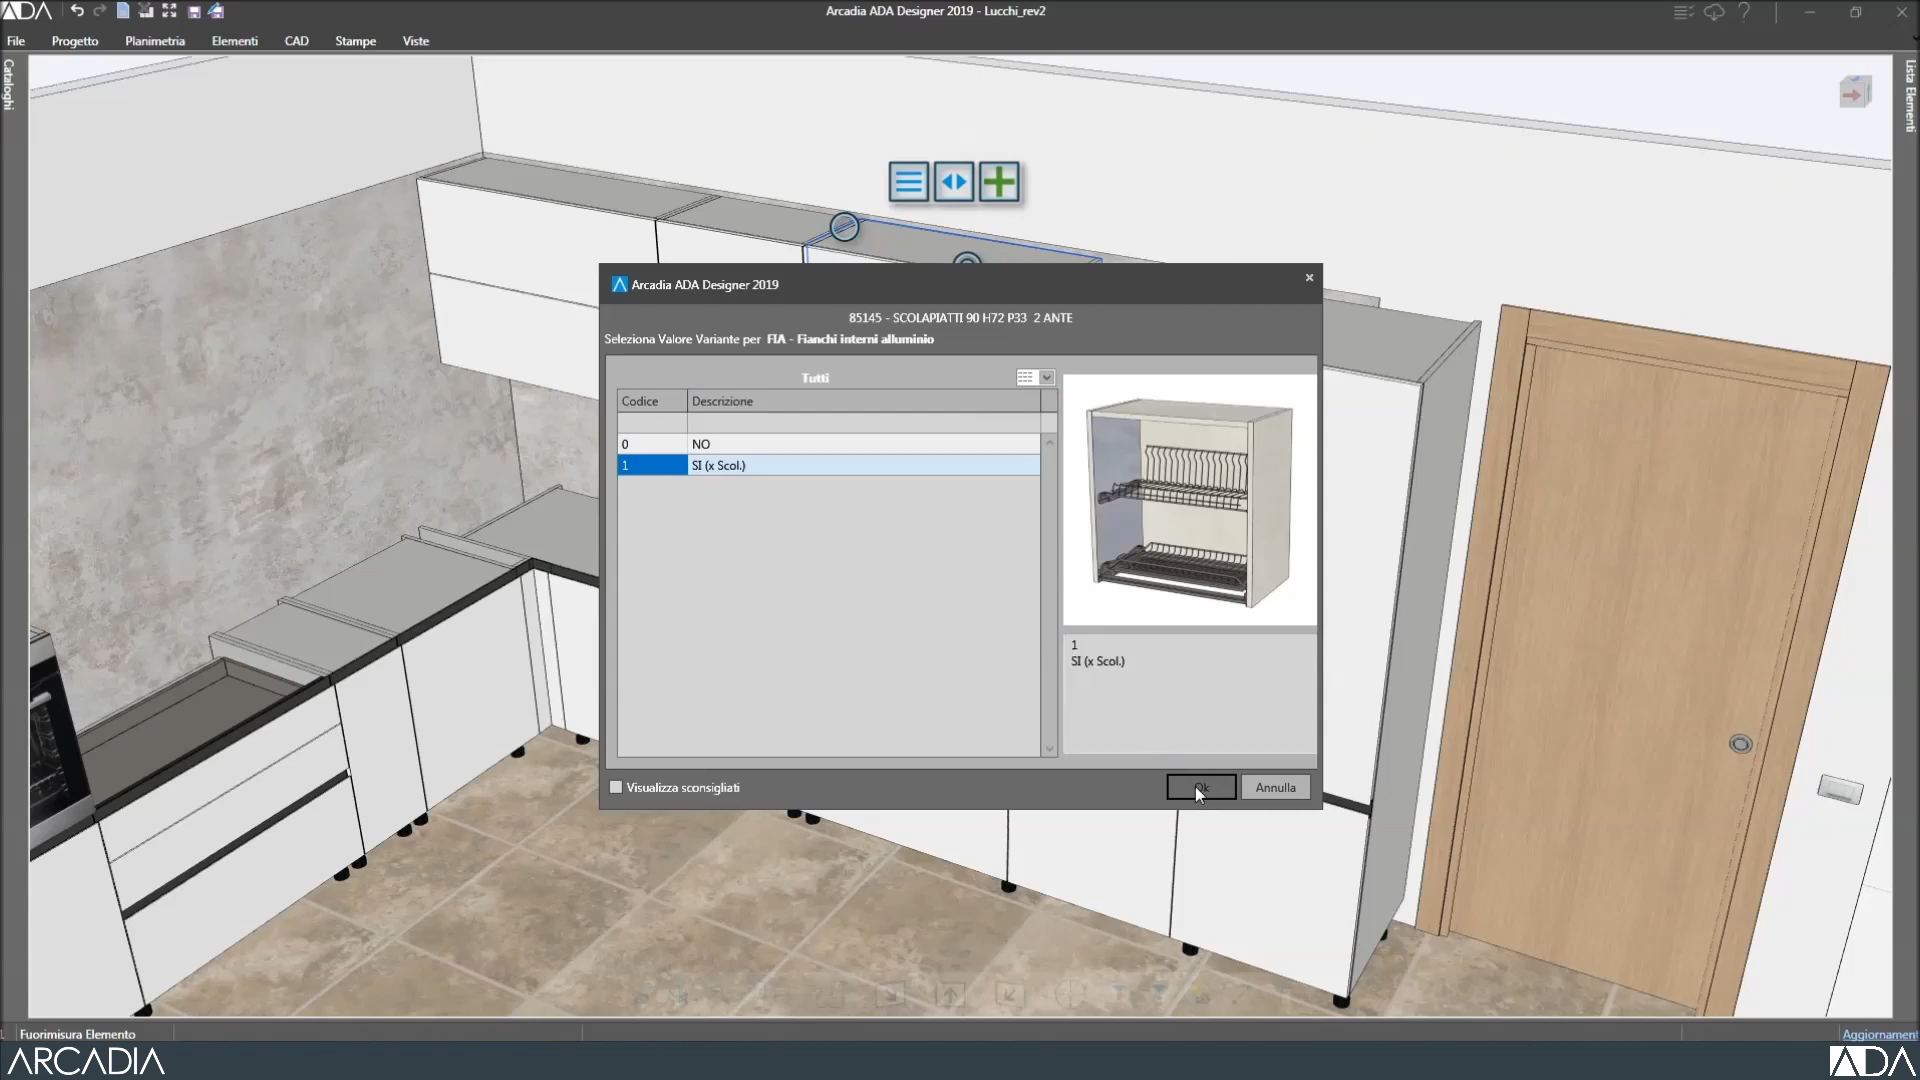 ADA
Arcadia ADA Designer 2019 - Lucchi_rev2
File Progetto Planimetria Elementi CAD Stampe Viste
Cataloghi
Lista Elementi
Arcadia ADA Designer 2019
85145 - SCOLAPIATTI 90 H72 P33 2 ANTE
Seleziona Valore Variante per FIA - Fianchi interni alluminio
Tutti
Codice Descrizione
0 NO
1 SI (x Scol.)
1
SI (x Scol.)
Visualizza sconsigliati
Ok
Annulla
Fuorimisura Elemento
Aggiornament
ARCADIA
ADA